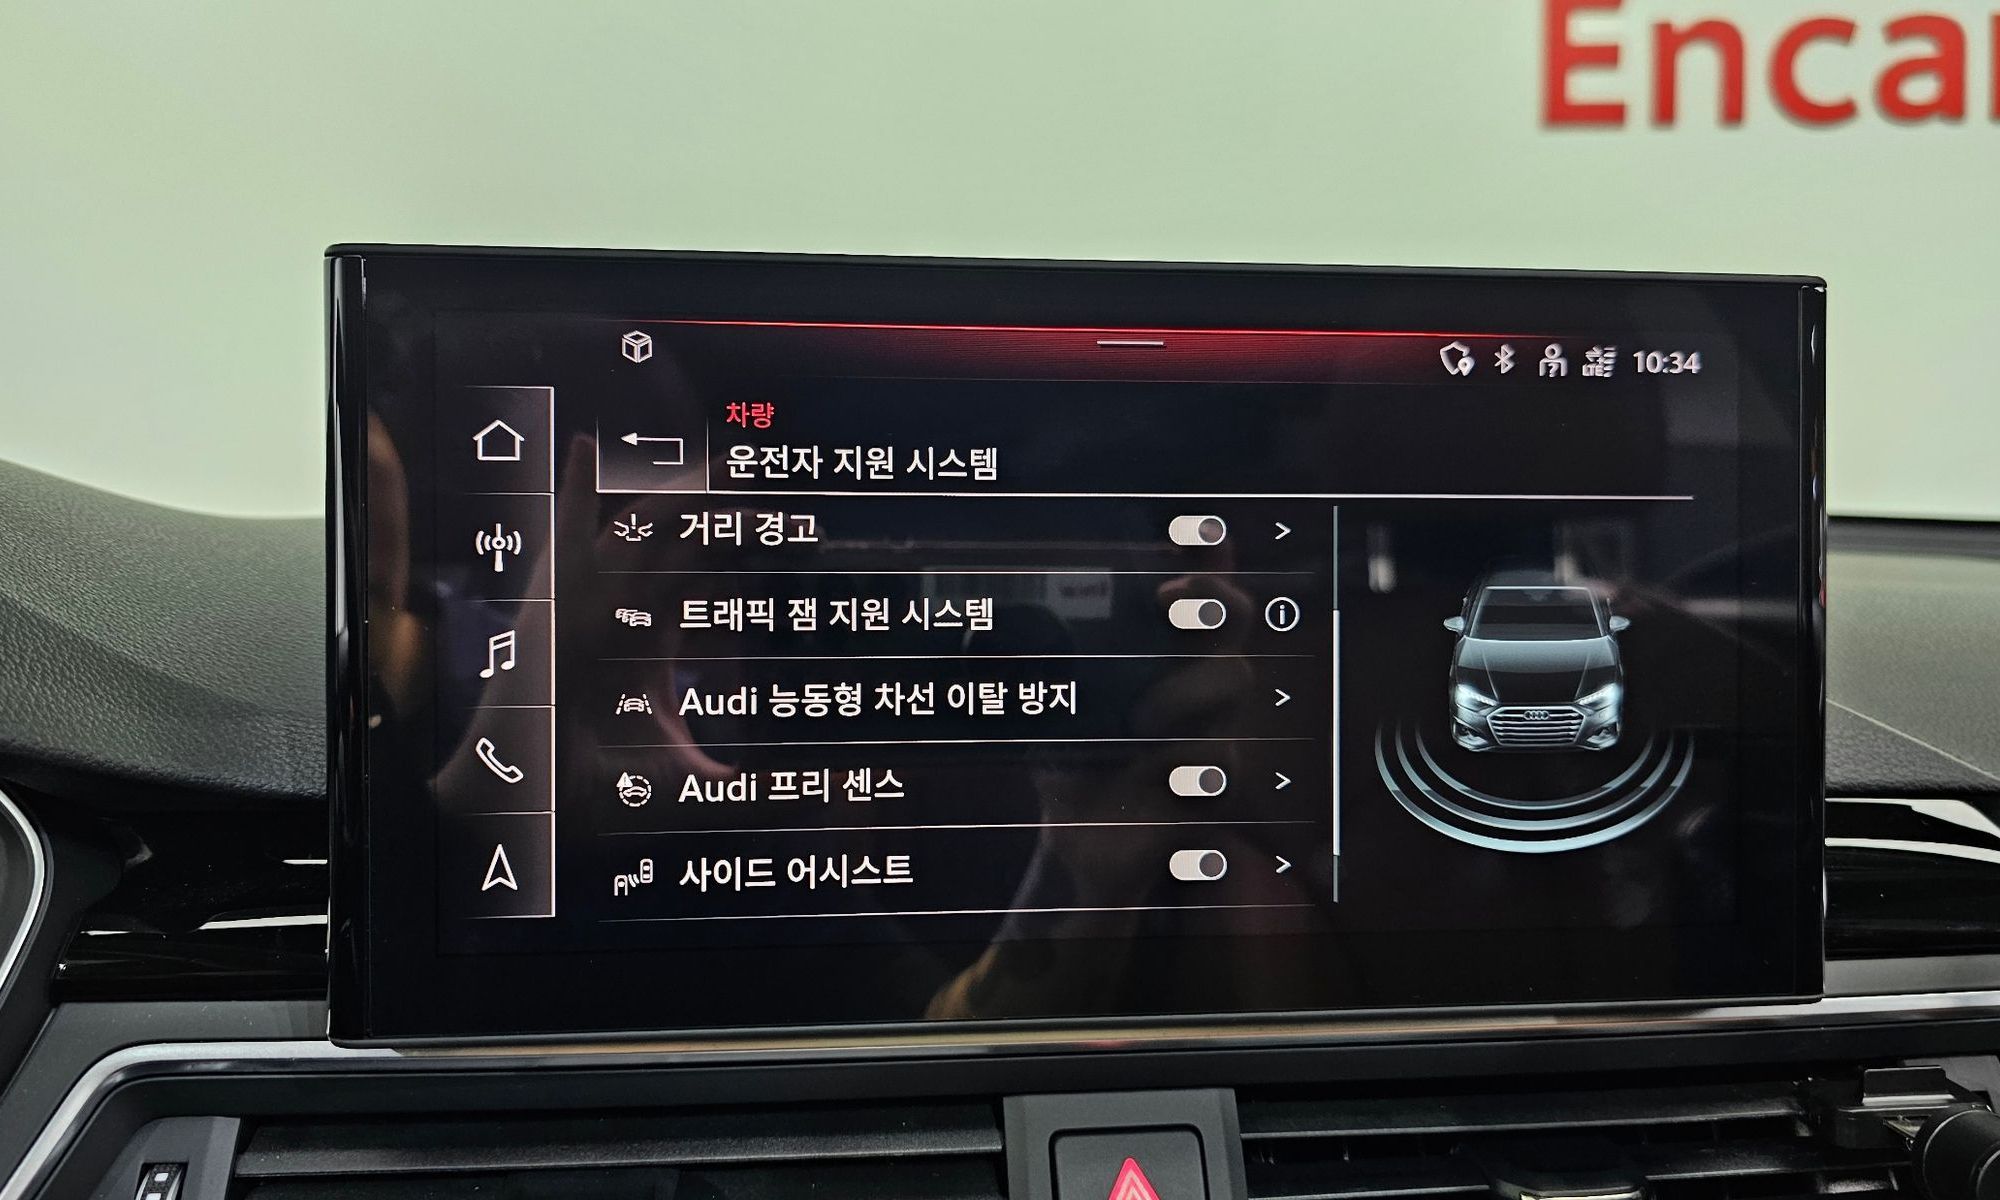 Encar
10:34
차량
운전자 지원 시스템
거리 경고
트래픽 잼 지원 시스템
Audi 능동형 차선 이탈 방지
Audi 프리 센스
사이드 어시스트